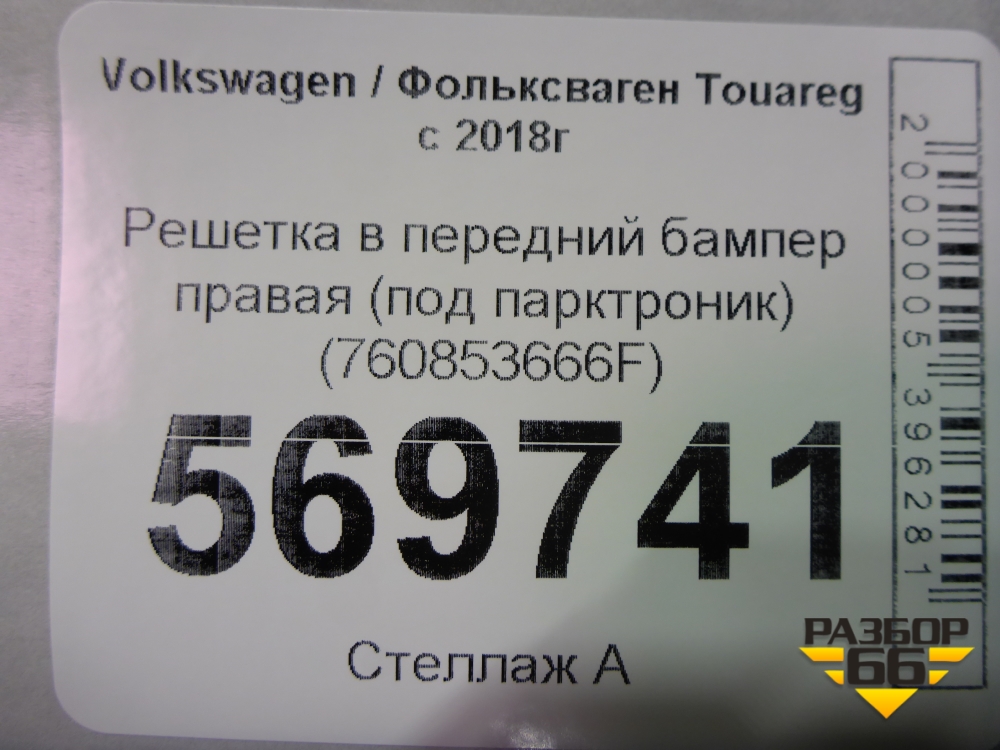 Volkswagen / Фольксваген Touareg
с 2018г
Решетка в передний бампер
правая (под парктроник)
(760853666F)
569741
Стеллаж А
2000005396281
РАЗБОР
66